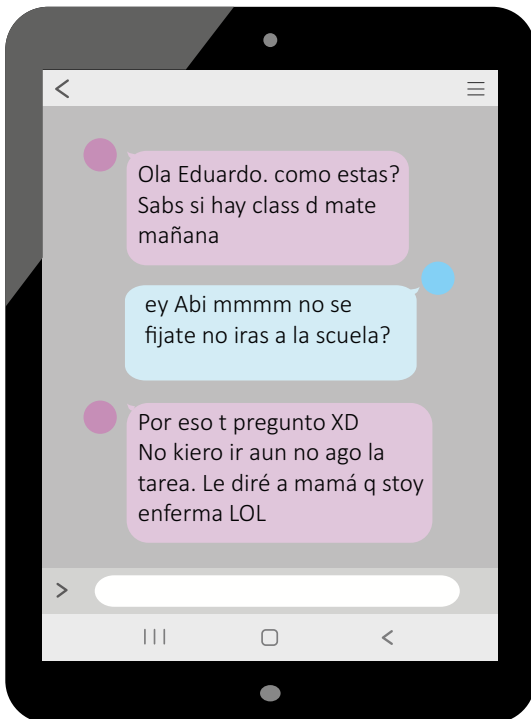 Ola Eduardo. como estas?
Sabs si hay class d mate
mañana
ey Abi mmmm no se
fijate no iras a la scuela?
Por eso t pregunto XD
No kiero ir aun no ago la
tarea. Le diré a mamá q stoy
enferma LOL